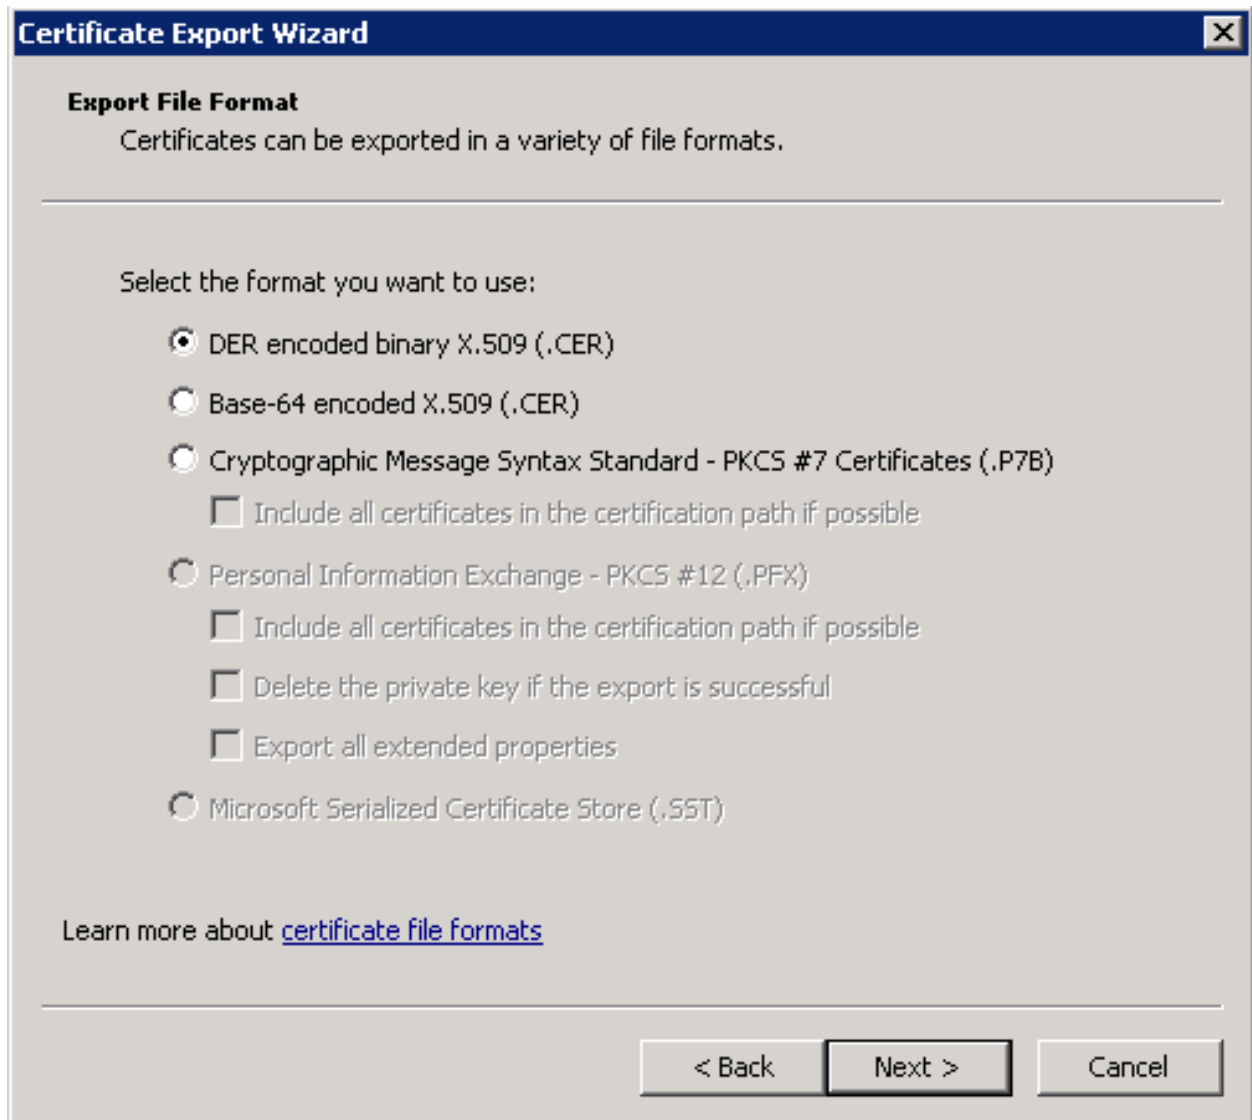 Certificate Export Wizard
Export File Format
Certificates can be exported in a variety of file formats.
Select the format you want to use:
DER encoded binary X.509 (.CER)
Base-64 encoded X.509 (.CER)
Cryptographic Message Syntax Standard - PKCS #7 Certificates (.P7B)
Include all certificates in the certification path if possible
Personal Information Exchange - PKCS #12 (.PFX)
Include all certificates in the certification path if possible
Delete the private key if the export is successful
Export all extended properties
Microsoft Serialized Certificate Store (.SST)
Learn more about certificate file formats
< Back Next > Cancel